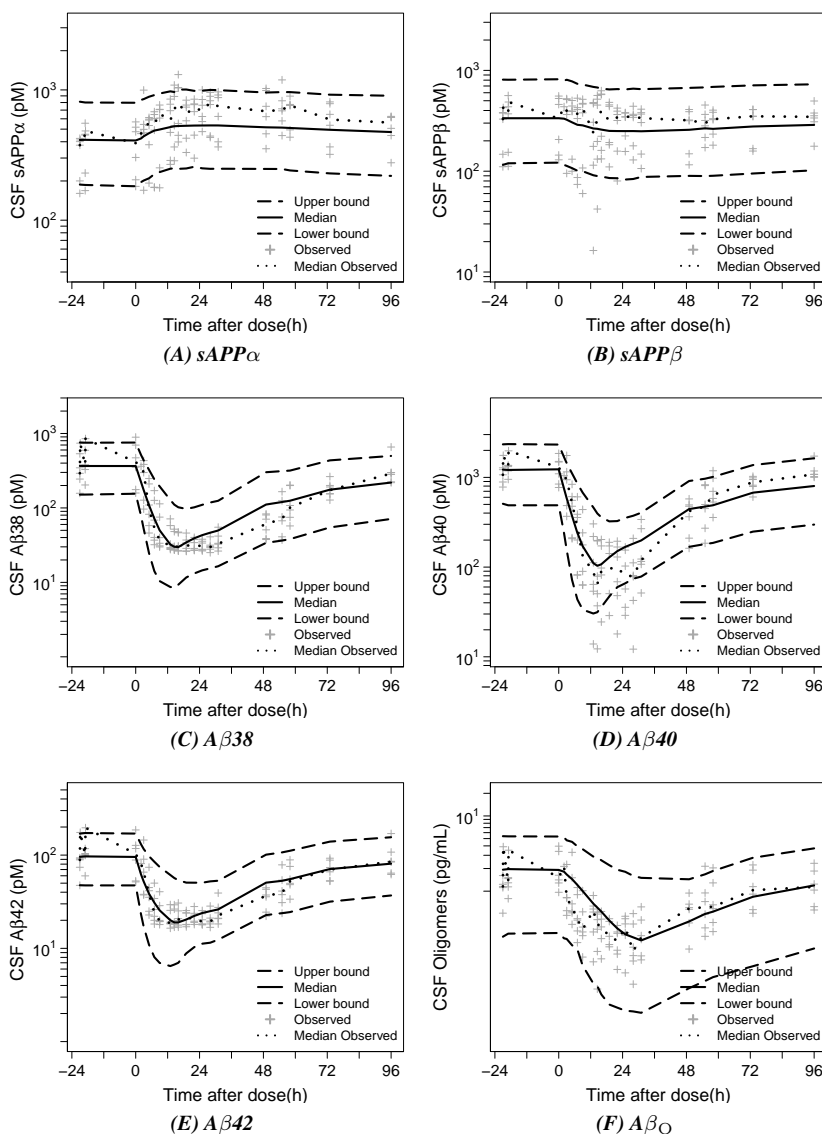 CSF sAPPα (pM)
10³
10²
Upper bound
Median
Lower bound
Observed
Median Observed
−24 0 24 48 72 96
Time after dose(h)
(A) sAPPα
CSF sAPPβ (pM)
10³
10²
10¹
Upper bound
Median
Lower bound
Observed
Median Observed
−24 0 24 48 72 96
Time after dose(h)
(B) sAPPβ
CSF Aβ38 (pM)
10³
10²
10¹
Upper bound
Median
Lower bound
Observed
Median Observed
−24 0 24 48 72 96
Time after dose(h)
(C) Aβ38
CSF Aβ40 (pM)
10³
10²
10¹
Upper bound
Median
Lower bound
Observed
Median Observed
−24 0 24 48 72 96
Time after dose(h)
(D) Aβ40
CSF Aβ42 (pM)
10²
10¹
Upper bound
Median
Lower bound
Observed
Median Observed
−24 0 24 48 72 96
Time after dose(h)
(E) Aβ42
CSF Oligomers (pg/mL)
10¹
Upper bound
Median
Lower bound
Observed
Median Observed
−24 0 24 48 72 96
Time after dose(h)
(F) Aβ_O